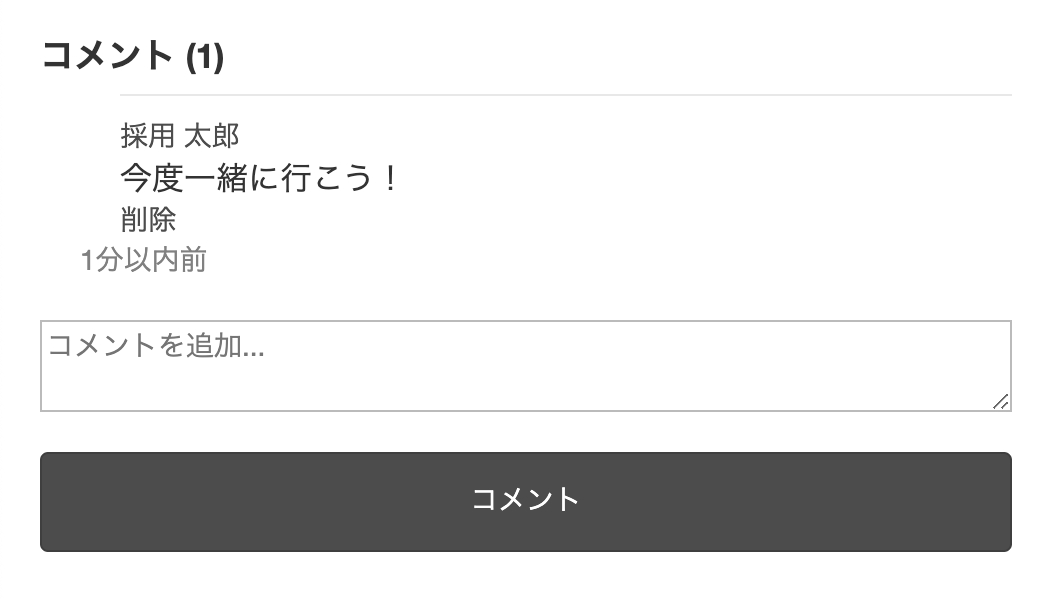 コメント (1)
採用 太郎
今度一緒に行こう！
削除
1分以内前
コメントを追加...
コメント